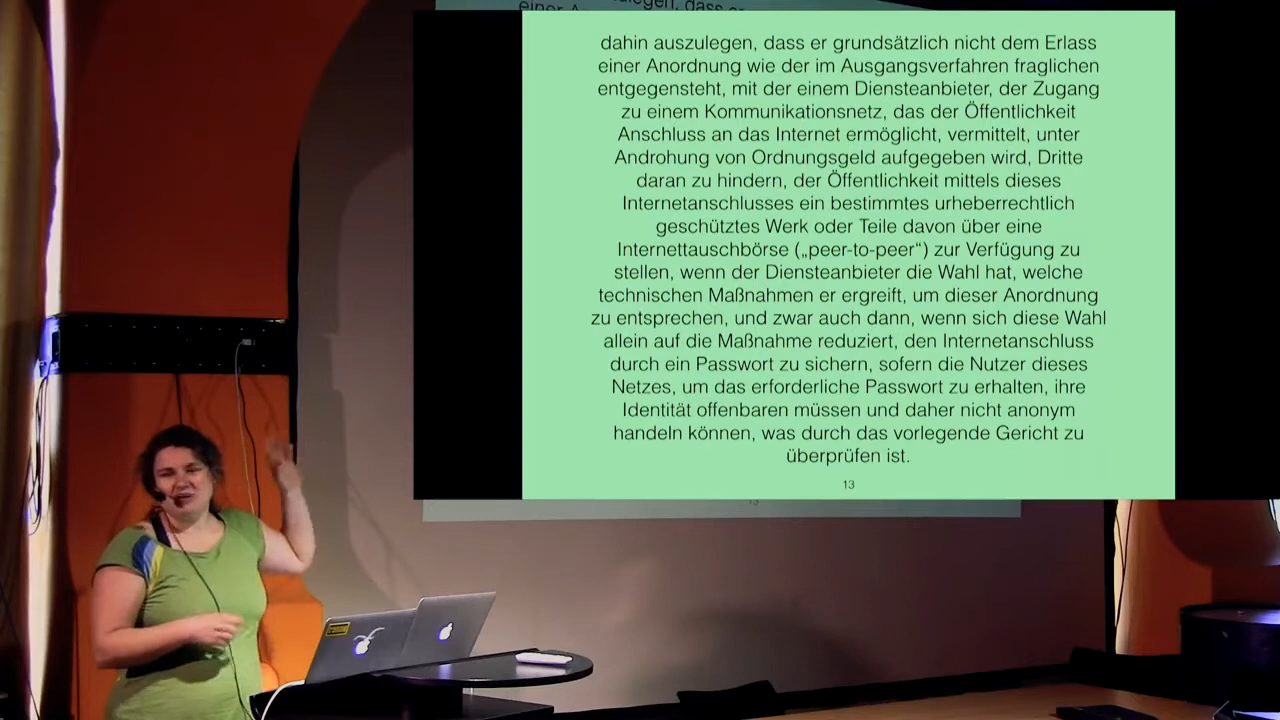 einer A
legen, dass er
dahin auszulegen, dass er grundsätzlich nicht dem Erlass
einer Anordnung wie der im Ausgangsverfahren fraglichen
entgegensteht, mit der einem Diensteanbieter, der Zugang
zu einem Kommunikationsnetz, das der Öffentlichkeit
Anschluss an das Internet ermöglicht, vermittelt, unter
Androhung von Ordnungsgeld aufgegeben wird, Dritte
daran zu hindern, der Öffentlichkeit mittels dieses
Internetanschlusses ein bestimmtes urheberrechtlich
geschütztes Werk oder Teile davon über eine
Internettauschbörse („peer-to-peer“) zur Verfügung zu
stellen, wenn der Diensteanbieter die Wahl hat, welche
technischen Maßnahmen er ergreift, um dieser Anordnung
zu entsprechen, und zwar auch dann, wenn sich diese Wahl
allein auf die Maßnahme reduziert, den Internetanschluss
durch ein Passwort zu sichern, sofern die Nutzer dieses
Netzes, um das erforderliche Passwort zu erhalten, ihre
Identität offenbaren müssen und daher nicht anonym
handeln können, was durch das vorlegende Gericht zu
überprüfen ist.
13